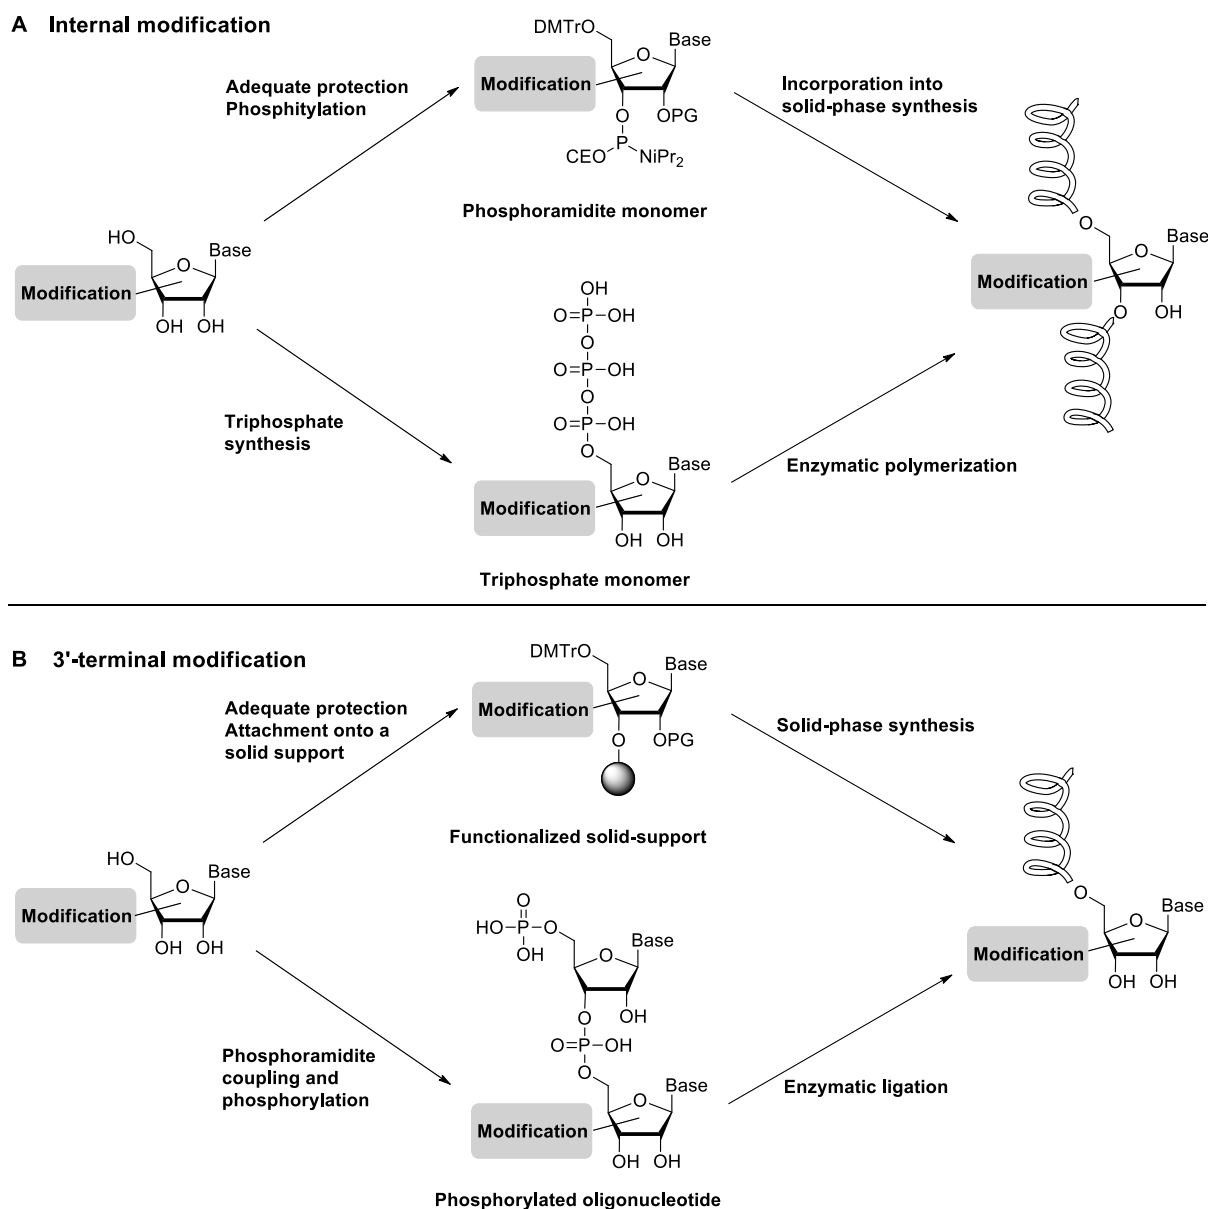 A Internal modification
DMTrO
Base
O
Modification
O
OPG
P
CEO
NiPr2
Phosphoramidite monomer
Adequate protection
Phosphitylation
Incorporation into
solid-phase synthesis
HO
Base
O
Modification
OH OH
OH
O=P–OH
O
O=P–OH
O
O=P–OH
O
Base
O
Modification
OH OH
Triphosphate monomer
Triphosphate
synthesis
Enzymatic polymerization
O
Base
O
Modification
O
OH
B 3'-terminal modification
DMTrO
Base
O
Modification
O
OPG
Functionalized solid-support
Adequate protection
Attachment onto a
solid support
Solid-phase synthesis
HO
Base
O
Modification
OH OH
O
HO–P–O
OH
Base
O
O
OH
O=P–OH
O
Base
O
Modification
OH OH
Phosphorylated oligonucleotide
Phosphoramidite
coupling and
phosphorylation
Enzymatic ligation
O
Base
O
Modification
OH OH